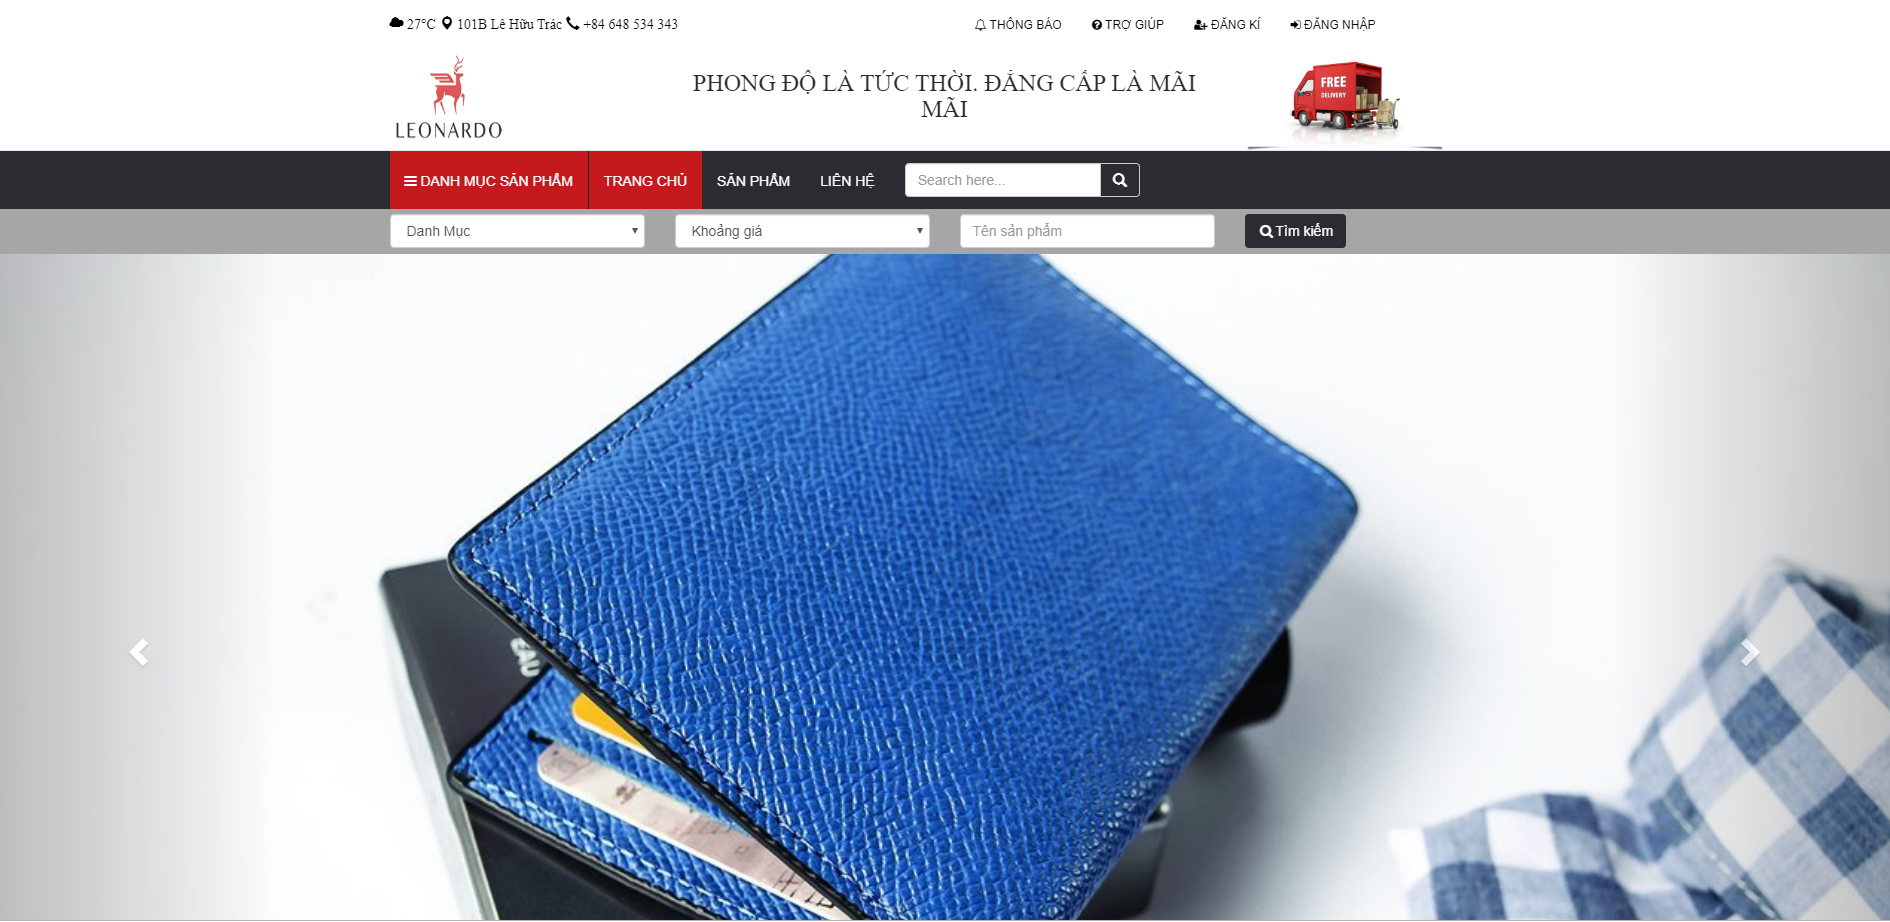 27°C 101B Lê Hữu Trác +84 648 534 343
THÔNG BÁO TRỢ GIÚP ĐĂNG KÍ ĐĂNG NHẬP
LEONARDO
PHONG ĐỘ LÀ TỨC THỜI. ĐẲNG CẤP LÀ MÃI
MÃI
FREE
DELIVERY
DANH MỤC SẢN PHẨM TRANG CHỦ SẢN PHẨM LIÊN HỆ Search here...
Danh Mục Khoảng giá Tên sản phẩm Tìm kiếm
EAU